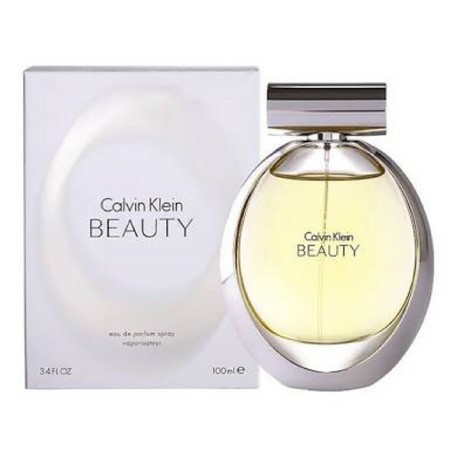 Calvin Klein
BEAUTY
eau de parfum spray
vaporisateur
3.4 FL OZ 100ml ℮
Calvin Klein
BEAUTY